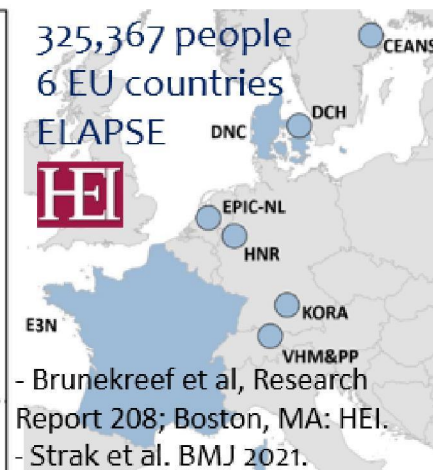 325,367 people
6 EU countries
ELAPSE
HEI
CEANS
DCH
DNC
EPIC-NL
HNR
E3N
KORA
VHM&PP
- Brunekreef et al, Research
Report 208; Boston, MA: HEI.
- Strak et al. BMJ 2021.